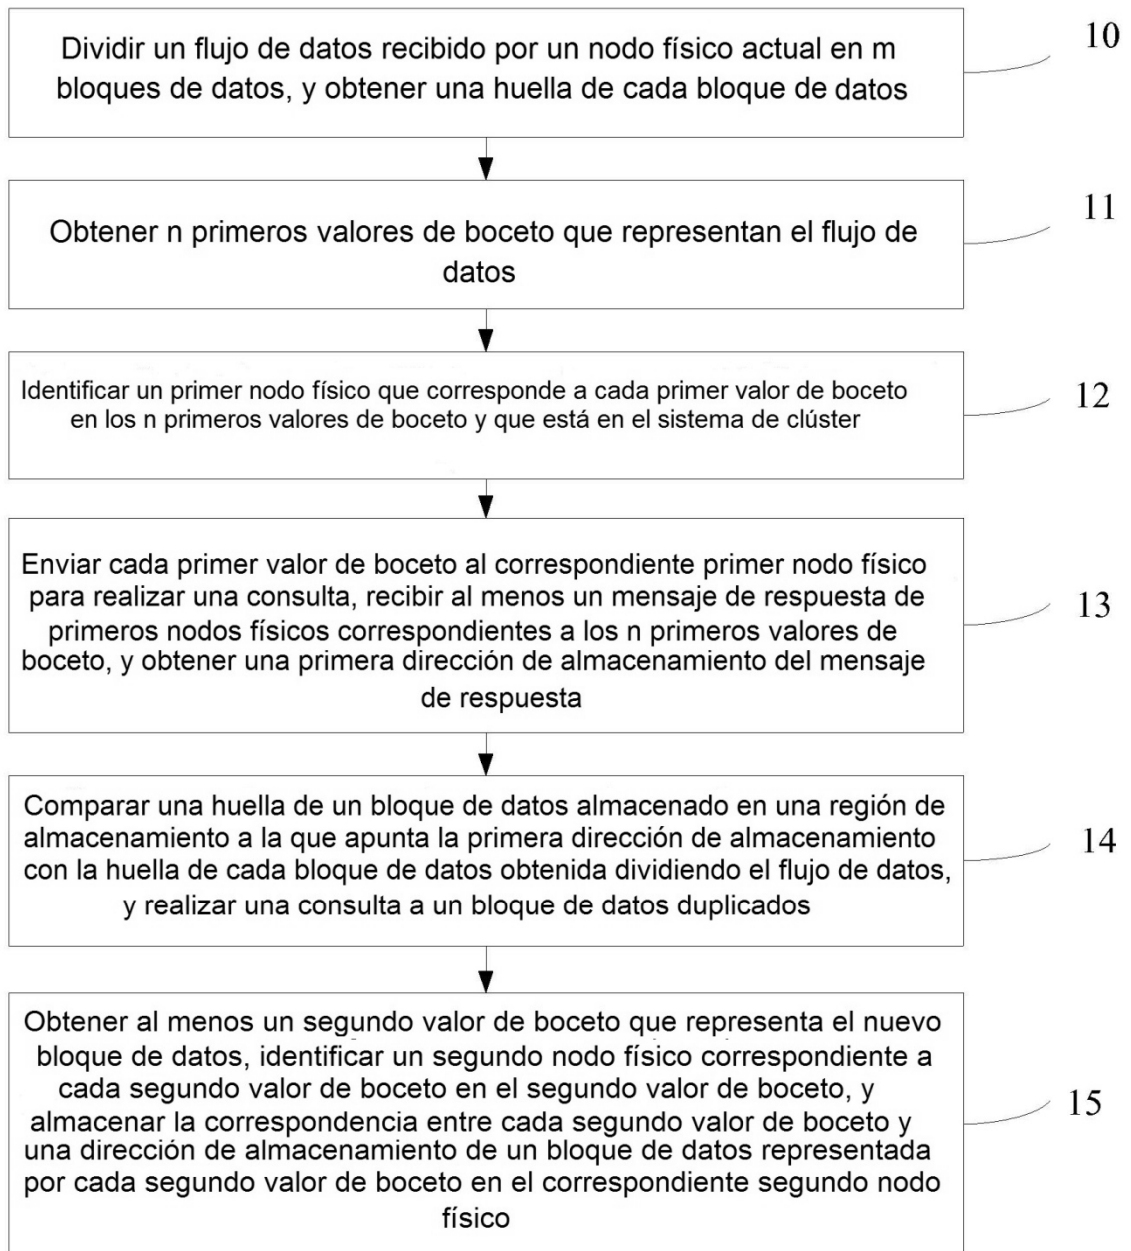 Dividir un flujo de datos recibido por un nodo físico actual en m
bloques de datos, y obtener una huella de cada bloque de datos
10
Obtener n primeros valores de boceto que representan el flujo de
datos
11
Identificar un primer nodo físico que corresponde a cada primer valor de boceto
en los n primeros valores de boceto y que está en el sistema de clúster
12
Enviar cada primer valor de boceto al correspondiente primer nodo físico
para realizar una consulta, recibir al menos un mensaje de respuesta de
primeros nodos físicos correspondientes a los n primeros valores de
boceto, y obtener una primera dirección de almacenamiento del mensaje
de respuesta
13
Comparar una huella de un bloque de datos almacenado en una región de
almacenamiento a la que apunta la primera dirección de almacenamiento
con la huella de cada bloque de datos obtenida dividiendo el flujo de datos,
y realizar una consulta a un bloque de datos duplicados
14
Obtener al menos un segundo valor de boceto que representa el nuevo
bloque de datos, identificar un segundo nodo físico correspondiente a
cada segundo valor de boceto en el segundo valor de boceto, y
almacenar la correspondencia entre cada segundo valor de boceto y
una dirección de almacenamiento de un bloque de datos representada
por cada segundo valor de boceto en el correspondiente segundo nodo
físico
15